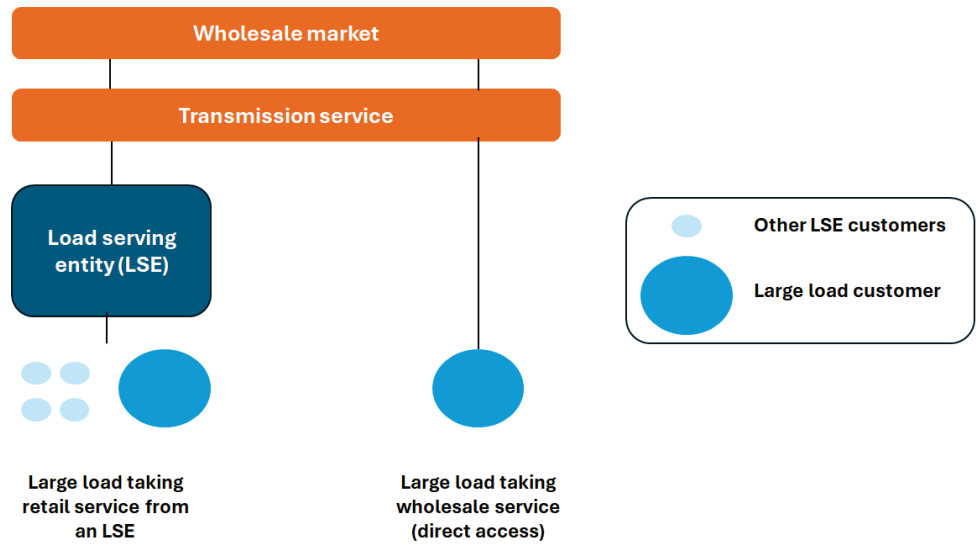 Wholesale market
Transmission service
Load serving
entity (LSE)
Other LSE customers
Large load customer
Large load taking
retail service from
an LSE
Large load taking
wholesale service
(direct access)